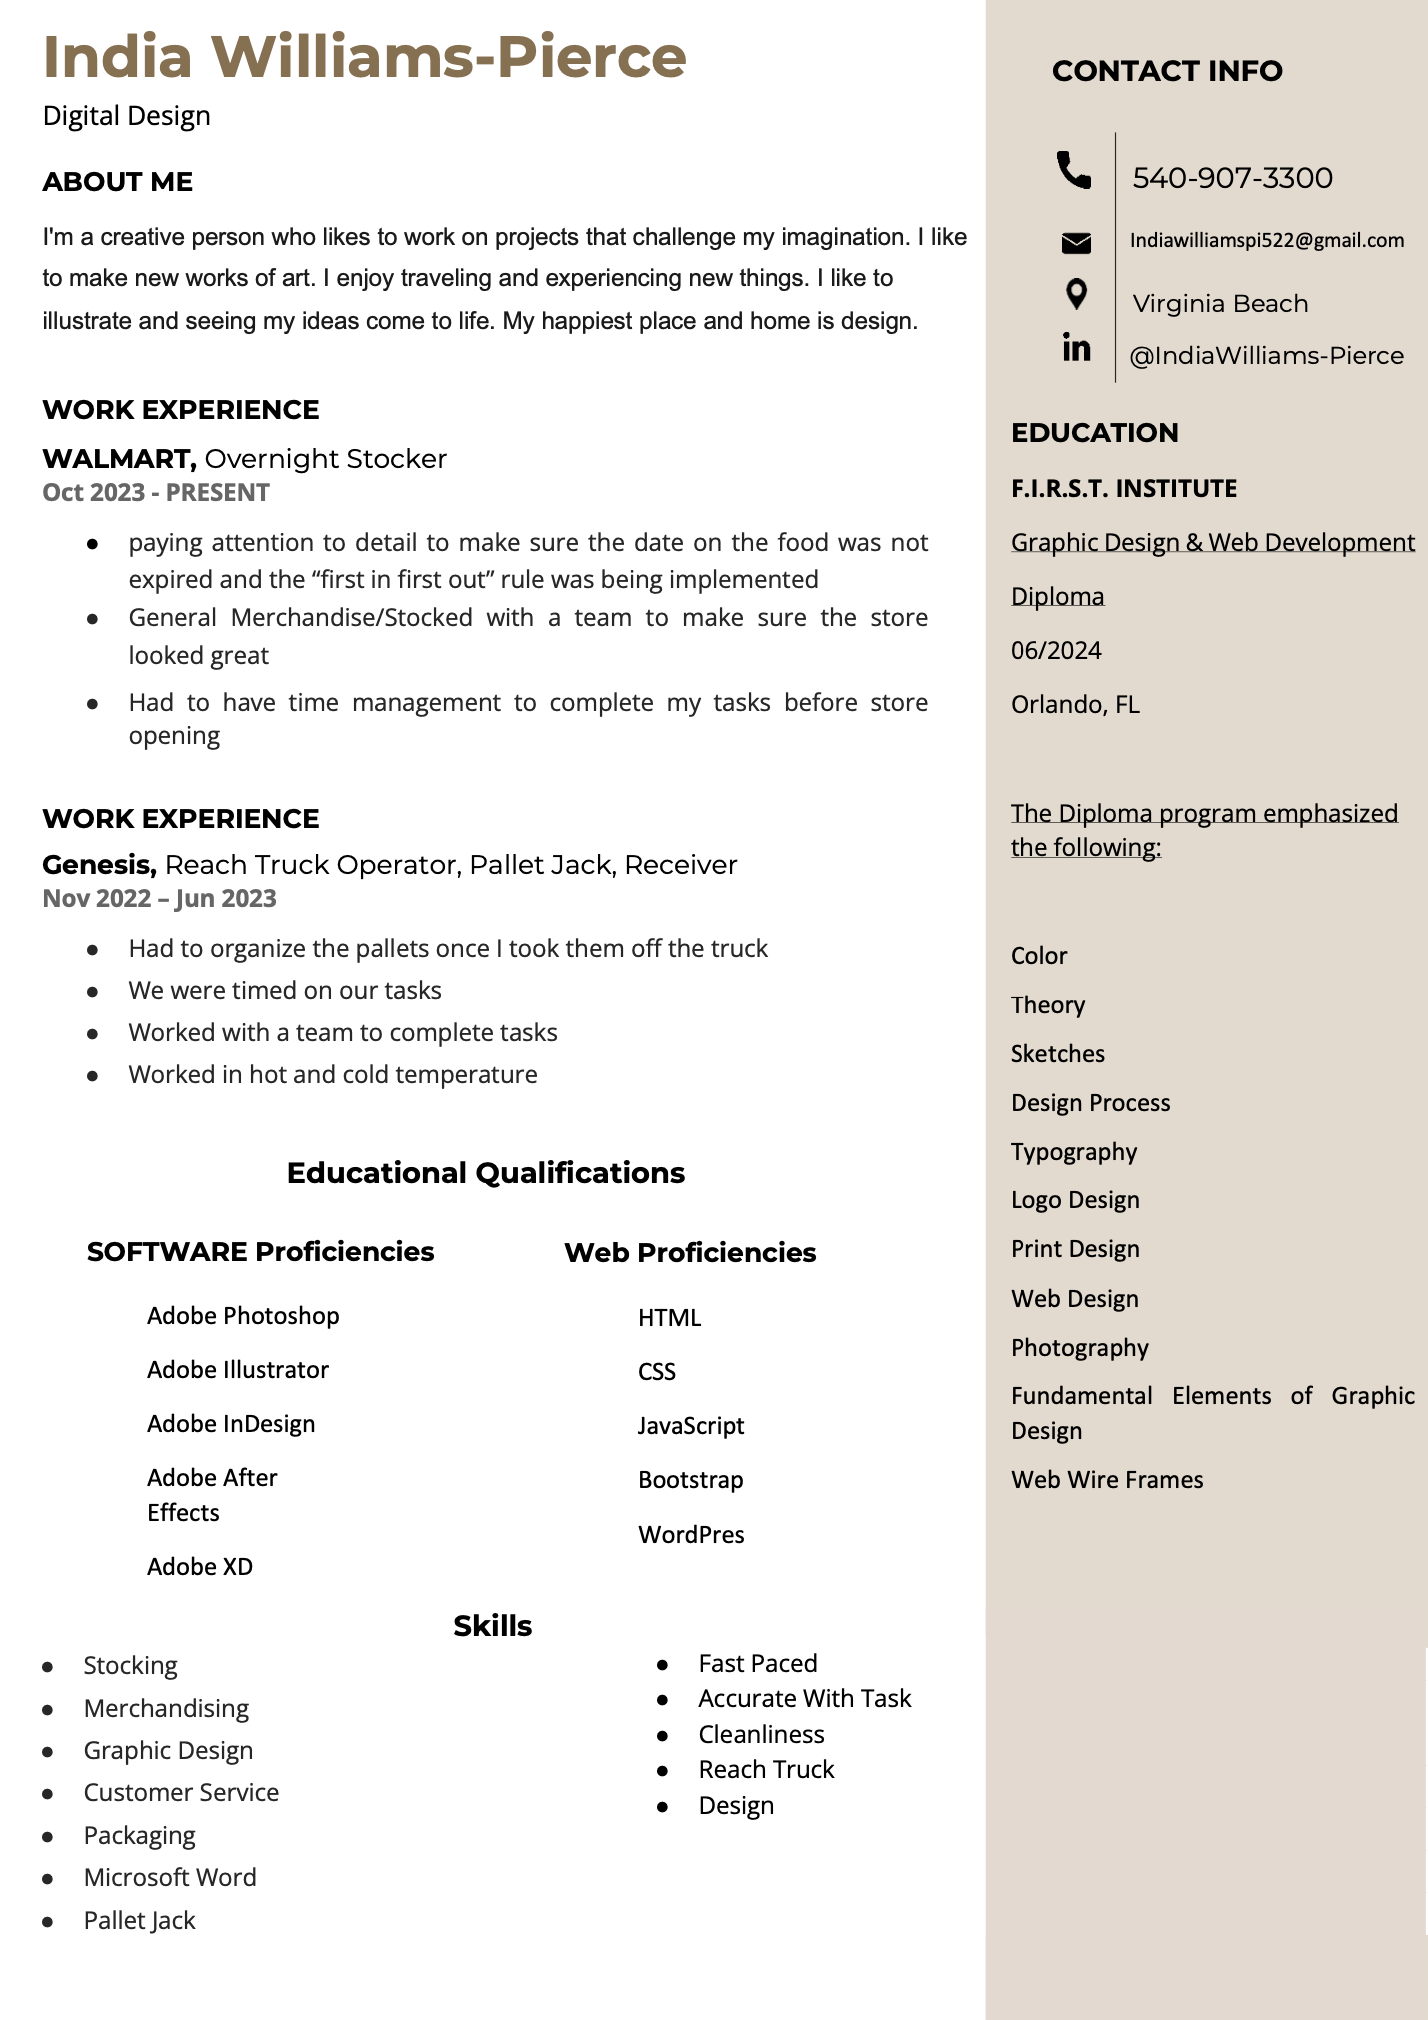 India Williams-Pierce
Digital Design
ABOUT ME
I'm a creative person who likes to work on projects that challenge my imagination. I like
to make new works of art. I enjoy traveling and experiencing new things. I like to
illustrate and seeing my ideas come to life. My happiest place and home is design.
WORK EXPERIENCE
WALMART, Overnight Stocker
Oct 2023 - PRESENT
● paying attention to detail to make sure the date on the food was not
expired and the “first in first out” rule was being implemented
● General Merchandise/Stocked with a team to make sure the store
looked great
● Had to have time management to complete my tasks before store
opening
WORK EXPERIENCE
Genesis, Reach Truck Operator, Pallet Jack, Receiver
Nov 2022 – Jun 2023
● Had to organize the pallets once I took them off the truck
● We were timed on our tasks
● Worked with a team to complete tasks
● Worked in hot and cold temperature
Educational Qualifications
SOFTWARE Proficiencies
Adobe Photoshop
Adobe Illustrator
Adobe InDesign
Adobe After
Effects
Adobe XD
Web Proficiencies
HTML
CSS
JavaScript
Bootstrap
WordPres
Skills
● Stocking
● Merchandising
● Graphic Design
● Customer Service
● Packaging
● Microsoft Word
● Pallet Jack
● Fast Paced
● Accurate With Task
● Cleanliness
● Reach Truck
● Design
CONTACT INFO
540-907-3300
Indiawilliamspi522@gmail.com
Virginia Beach
in @IndiaWilliams-Pierce
EDUCATION
F.I.R.S.T. INSTITUTE
Graphic Design & Web Development
Diploma
06/2024
Orlando, FL
The Diploma program emphasized
the following:
Color
Theory
Sketches
Design Process
Typography
Logo Design
Print Design
Web Design
Photography
Fundamental Elements of Graphic
Design
Web Wire Frames